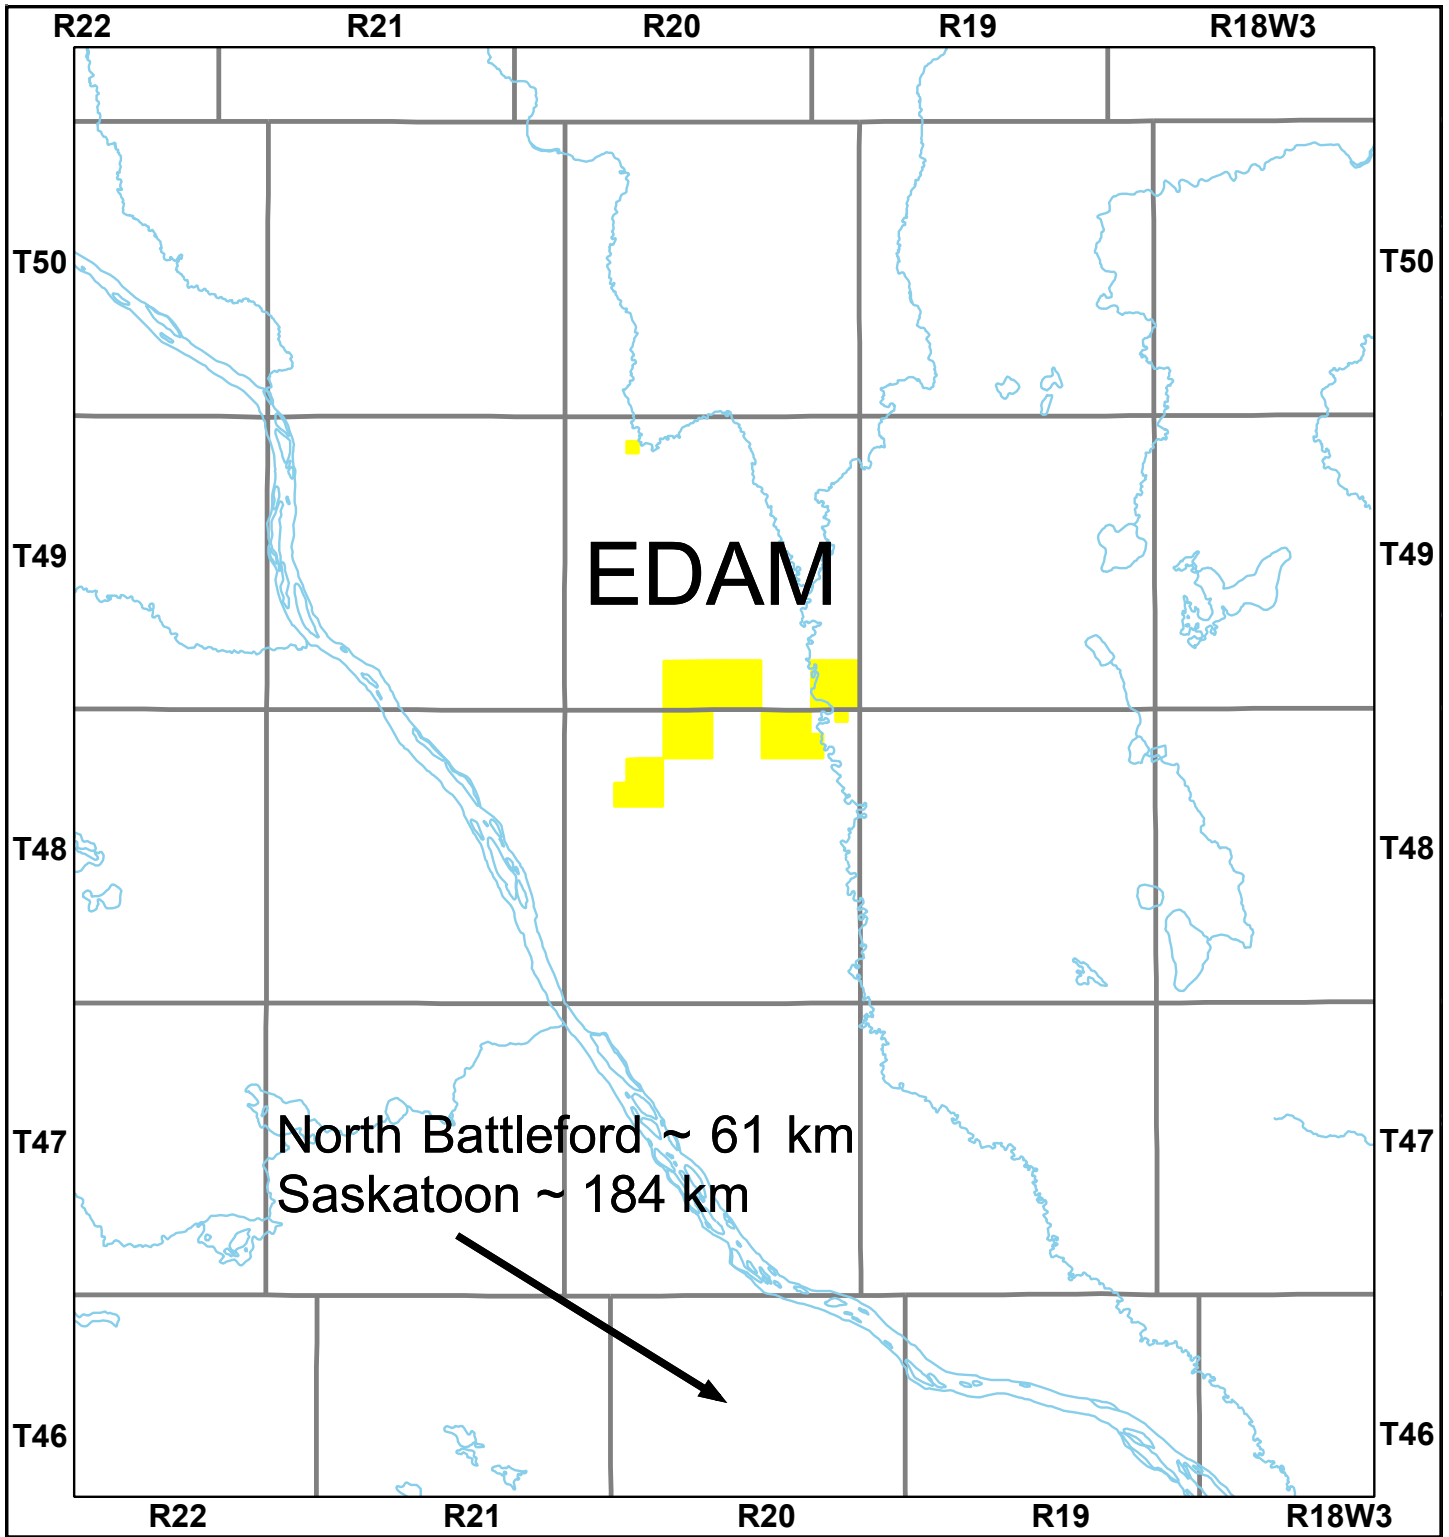 R22 R21 R20 R19 R18W3
T50 T50
T49 T49
EDAM
T48 T48
North Battleford ~ 61 km
T47 T47
Saskatoon ~ 184 km
T46 T46
R22 R21 R20 R19 R18W3